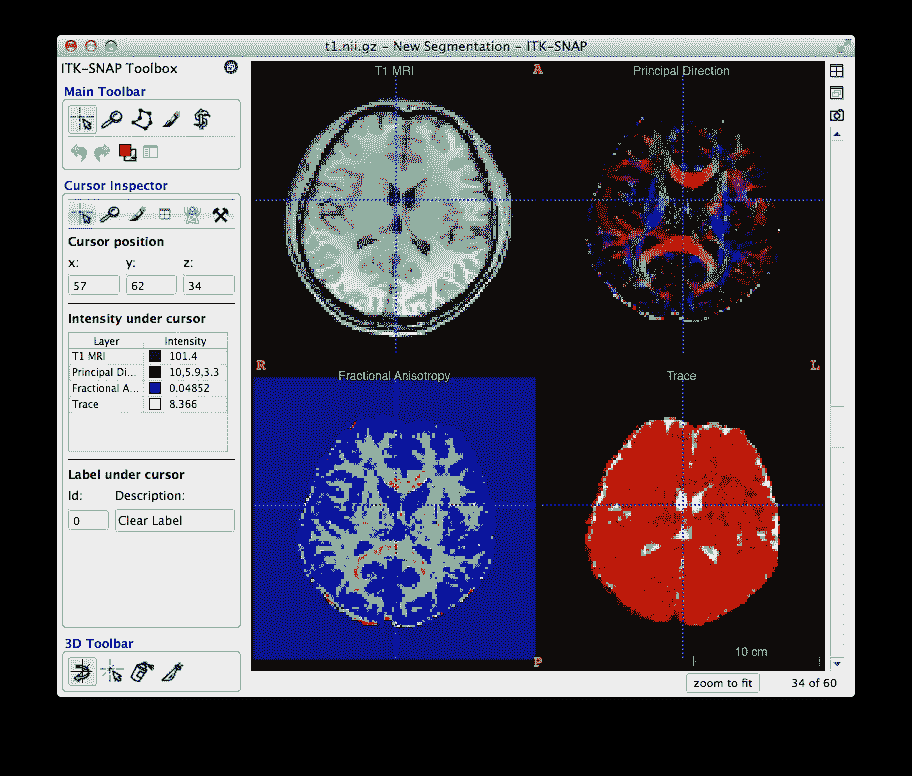 t1.nii.gz - New Segmentation - ITK-SNAP
ITK-SNAP Toolbox
Main Toolbar
Cursor Inspector
Cursor position
x: y: z:
57 62 34
Intensity under cursor
Layer Intensity
T1 MRI 101.4
Principal Di... 10,5.9,3.3
Fractional A... 0.04852
Trace 8.366
Label under cursor
Id: Description:
0 Clear Label
3D Toolbar
T1 MRI
A
Principal Direction
R
L
Fractional Anisotropy
Trace
10 cm
P
zoom to fit
34 of 60